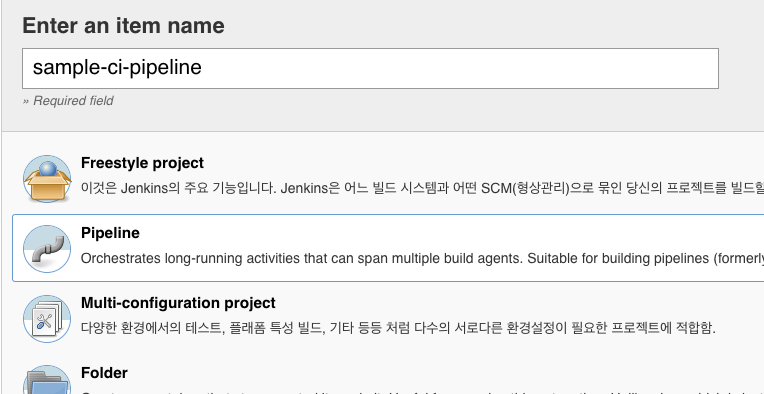 Enter an item name
sample-ci-pipeline
» Required field
Freestyle project
이것은 Jenkins의 주요 기능입니다. Jenkins은 어느 빌드 시스템과 어떤 SCM(형상관리)으로 묶인 당신의 프로젝트를
Pipeline
Orchestrates long-running activities that can span multiple build agents. Suitable for building pipelines (formerly
Multi-configuration project
다양한 환경에서의 테스트, 플래폼 특성 빌드, 기타 등등 처럼 다수의 서로다른 환경설정이 필요한 프로젝트에 적합함.
Folder